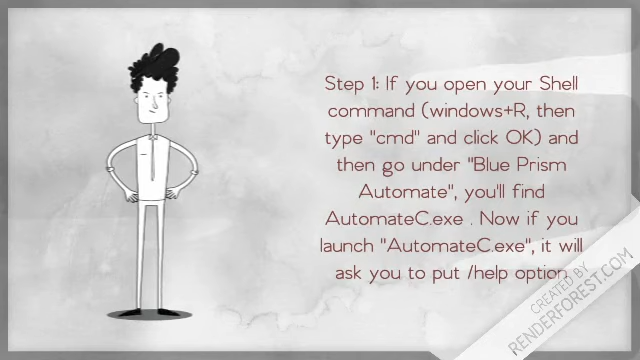 Step 1: If you open your Shell
command (windows+R, then
type "cmd" and click OK) and
then go under "Blue Prism
Automate", you'll find
AutomateC.exe . Now if you
launch "AutomateC.exe", it will
ask you to put /help option.
CREATED BY
RENDERFOREST.COM